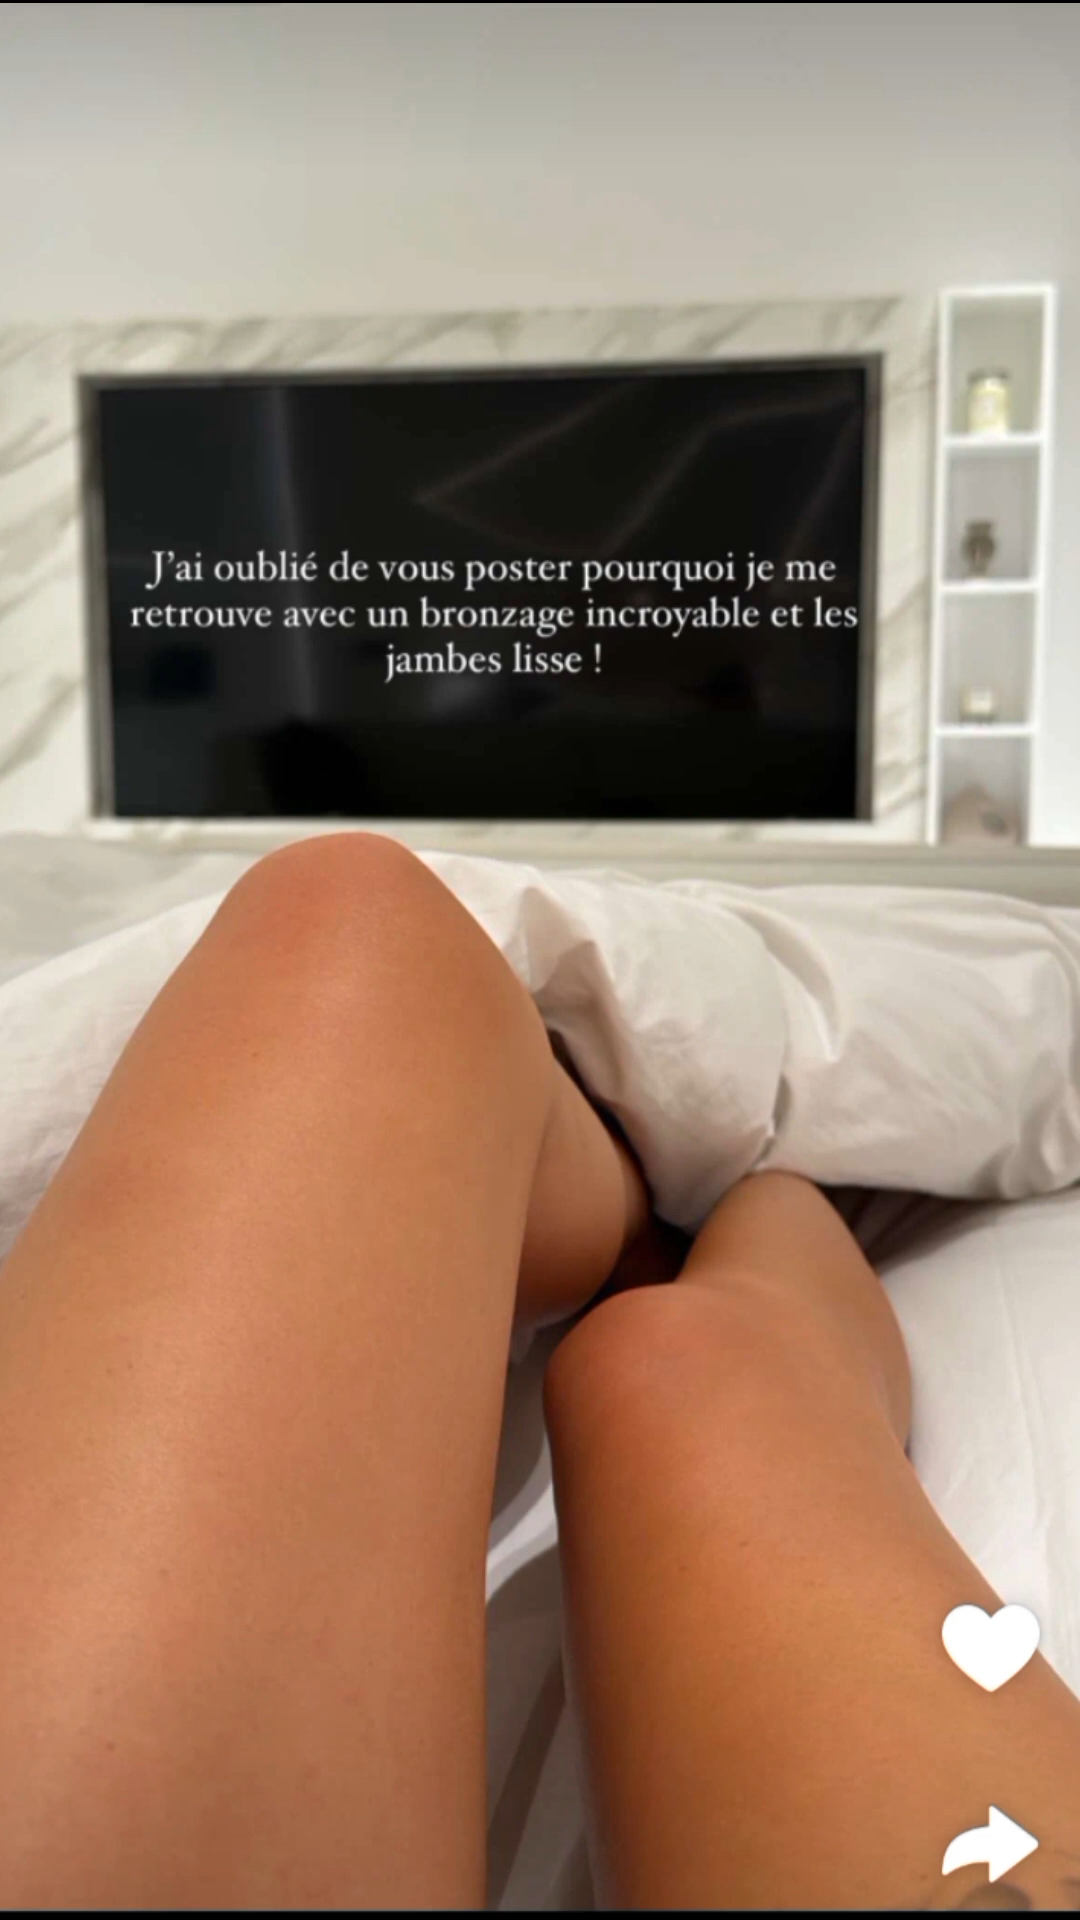 J’ai oublié de vous poster pourquoi je me
retrouve avec un bronzage incroyable et les
jambes lisse !